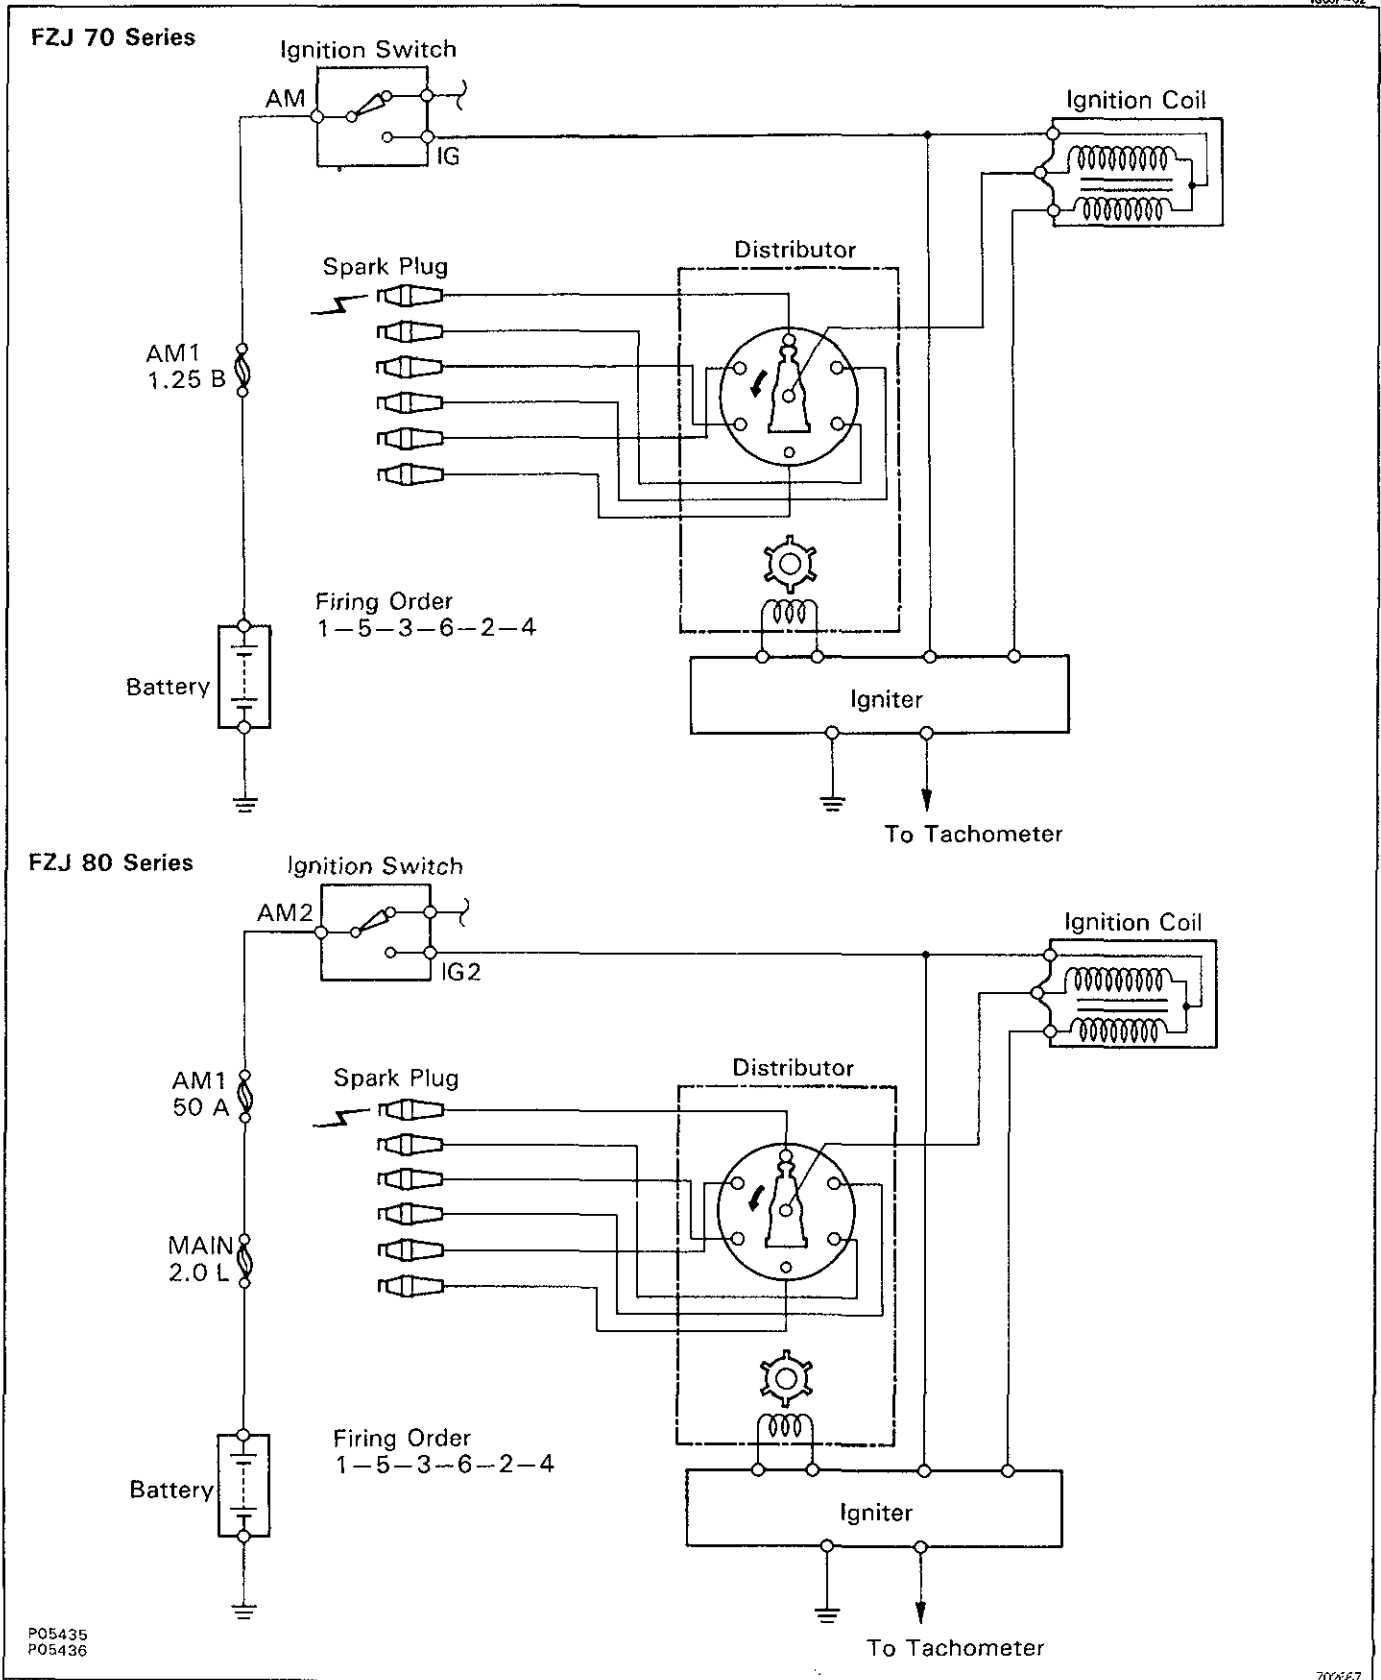 FZJ 70 Series
Ignition Switch
AM
IG
Ignition Coil
Distributor
Spark Plug
AM1
1.25 B
Firing Order
1–5–3–6–2–4
Battery
Igniter
To Tachometer
FZJ 80 Series
Ignition Switch
AM2
IG2
Ignition Coil
Distributor
AM1
50 A
Spark Plug
MAIN
2.0 L
Firing Order
1–5–3–6–2–4
Battery
Igniter
To Tachometer
P05435
P05436